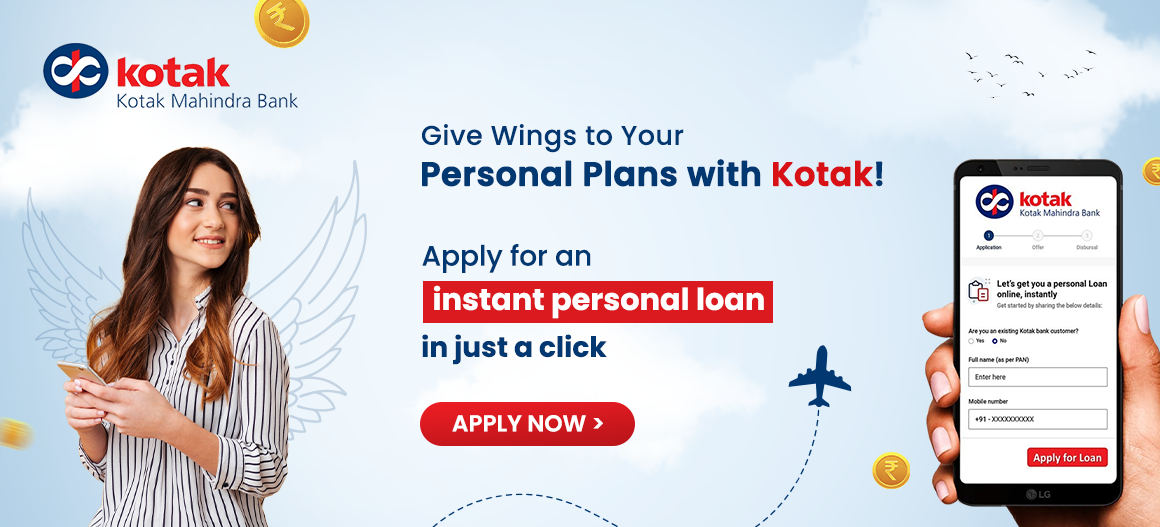 kotak
Kotak Mahindra Bank
Give Wings to Your
Personal Plans with Kotak!
Apply for an
instant personal loan
in just a click
APPLY NOW >
kotak
Kotak Mahindra Bank
1 2 3
Application Offer Disbursal
Let's get you a personal Loan
online, instantly
Get started by sharing the below details:
Are you an existing Kotak bank customer?
Yes No
Full name (as per PAN)
Enter here
Mobile number
+91 - XXXXXXXXXX
Apply for Loan
LG